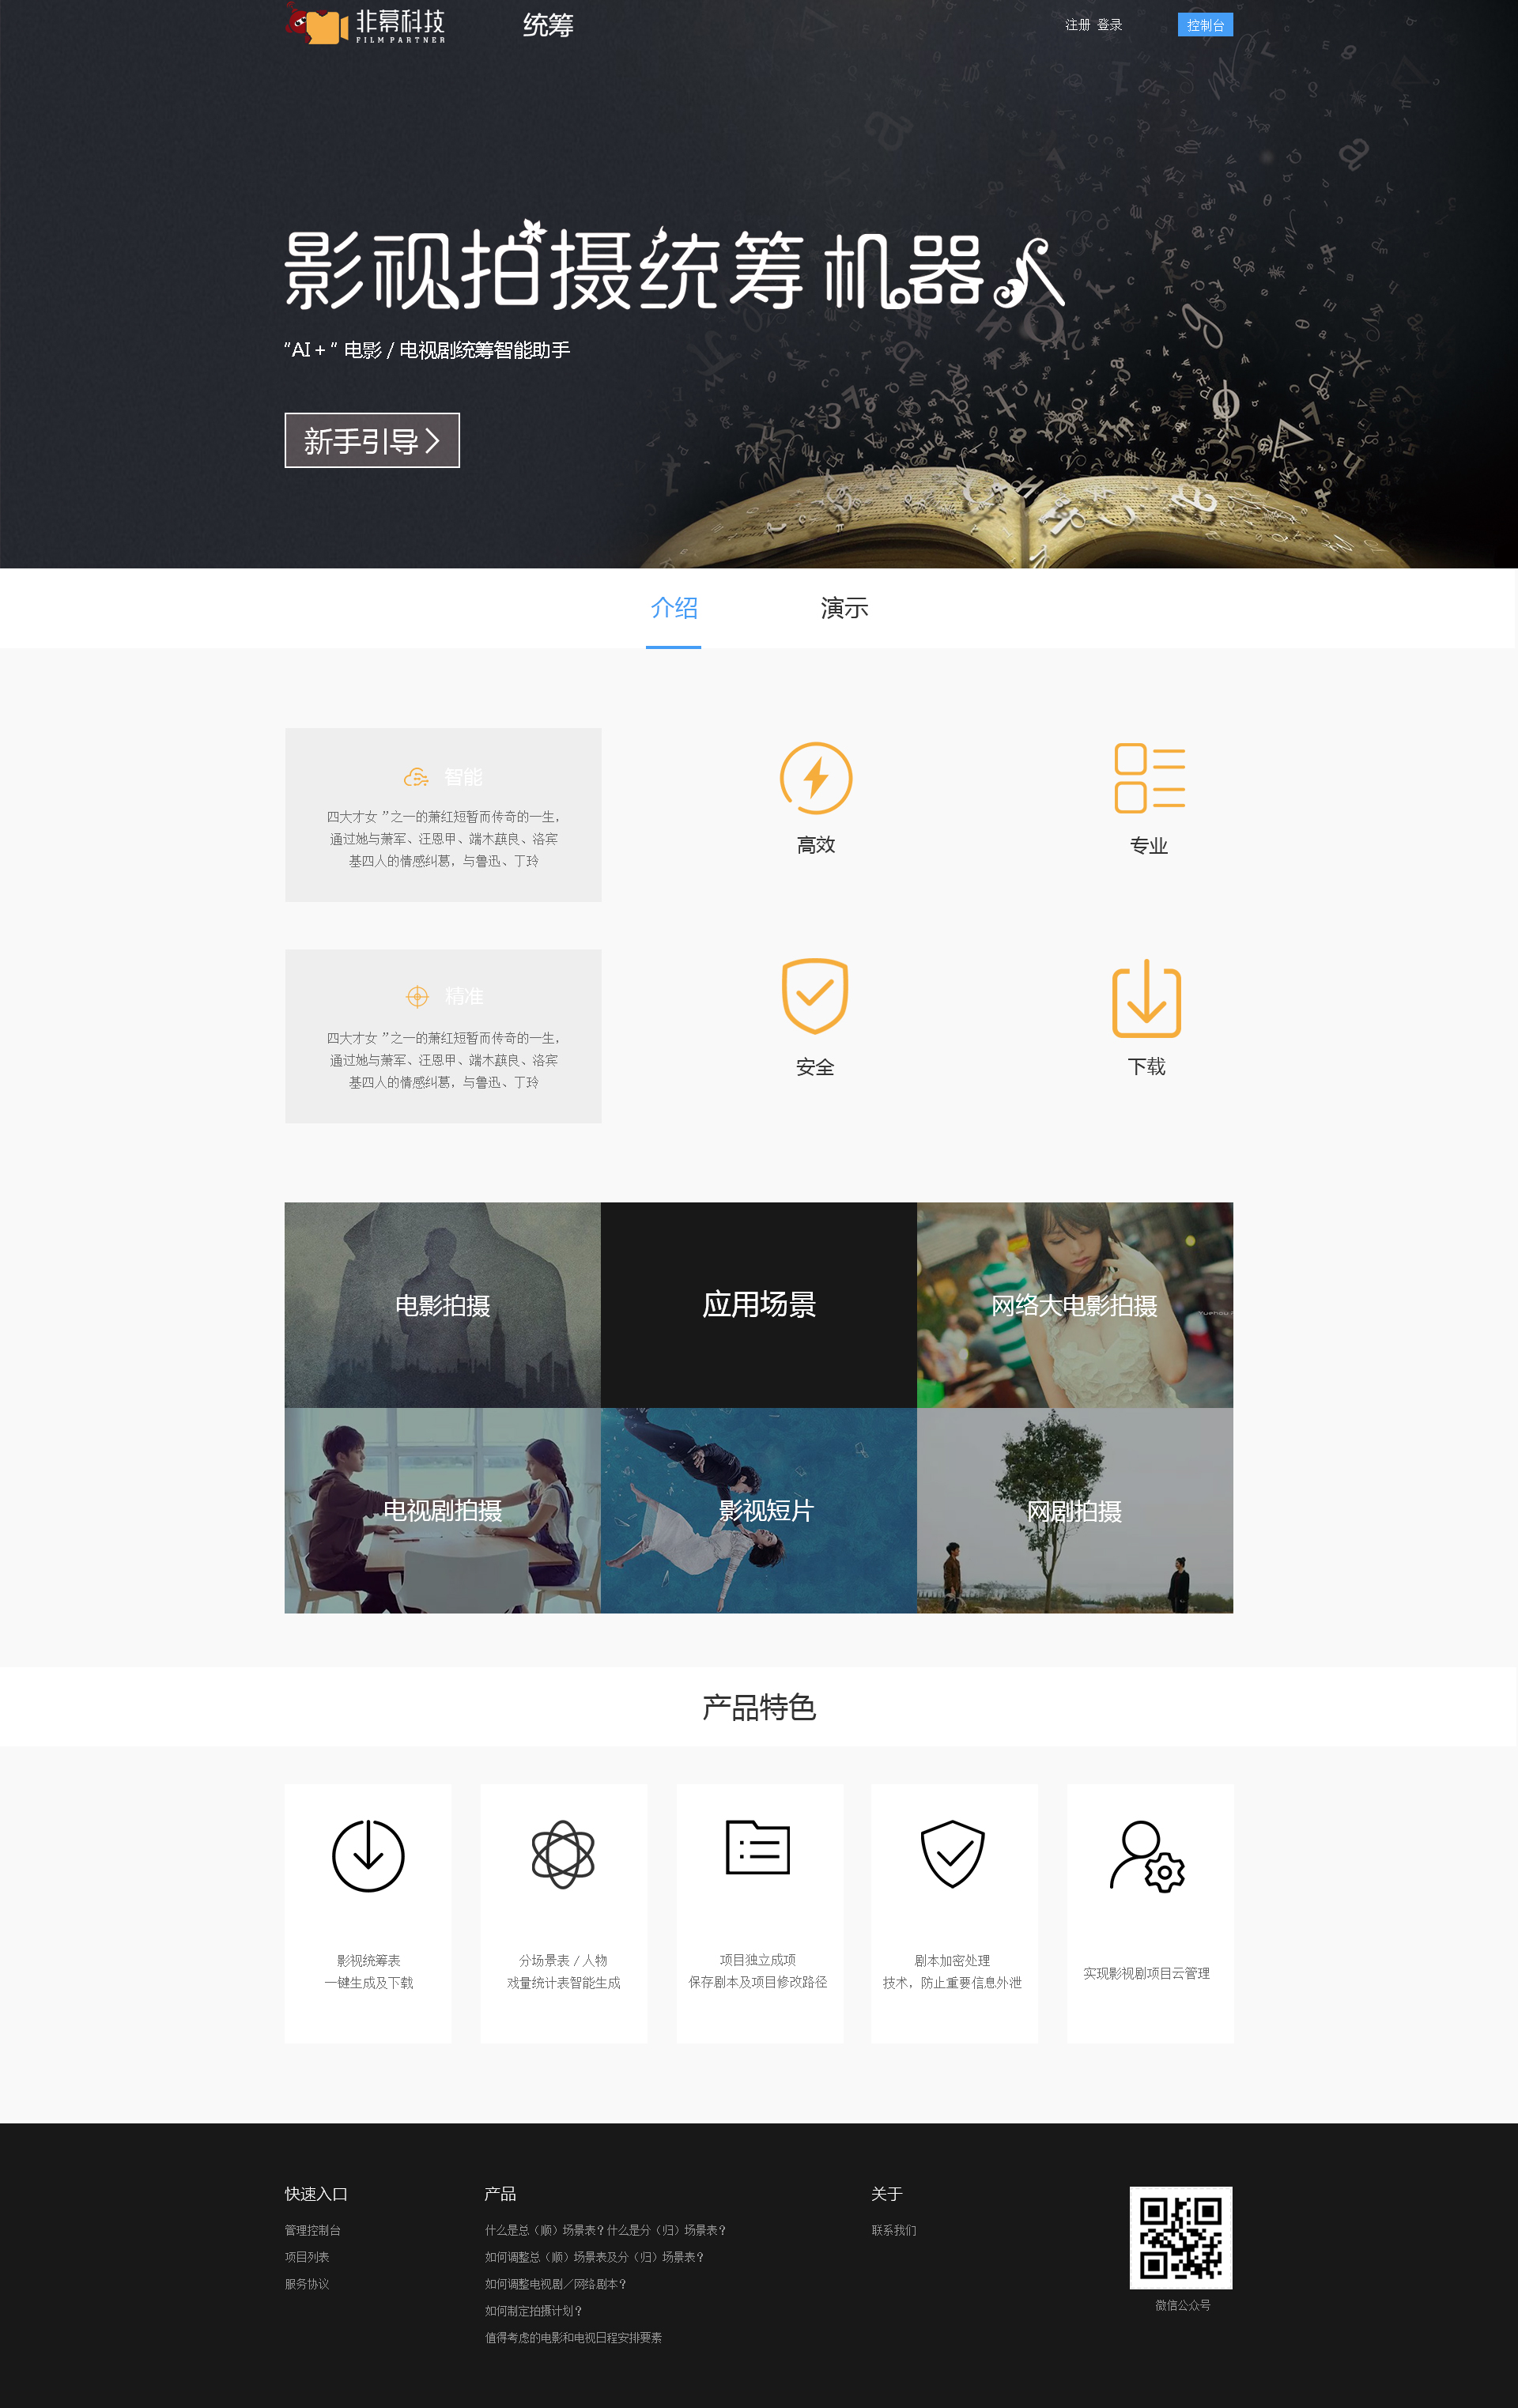 非幕科技
FILM PARTNER
统筹
注册 登录
控制台
影视拍摄统筹机器人
“AI + ” 电影 / 电视剧统筹智能助手
新手引导
介绍
演示
智能
四大才女 ”之一的萧红短暂而传奇的一生，
通过她与萧军、汪恩甲、端木蕻良、洛宾
基四人的情感纠葛，与鲁迅、丁玲
高效
专业
精准
四大才女 ”之一的萧红短暂而传奇的一生，
通过她与萧军、汪恩甲、端木蕻良、洛宾
基四人的情感纠葛，与鲁迅、丁玲
安全
下载
电影拍摄
应用场景
网络大电影拍摄
电视剧拍摄
影视短片
网剧拍摄
产品特色
影视统筹表
一键生成及下载
分场景表 / 人物
戏量统计表智能生成
项目独立成项
保存剧本及项目修改路径
剧本加密处理
技术，防止重要信息外泄
实现影视剧项目云管理
快速入口
管理控制台
项目列表
服务协议
产品
什么是总（顺）场景表？什么是分（归）场景表？
如何调整总（顺）场景表及分（归）场景表？
如何调整电视剧／网络剧本？
如何制定拍摄计划？
值得考虑的电影和电视日程安排要素
关于
联系我们
微信公众号